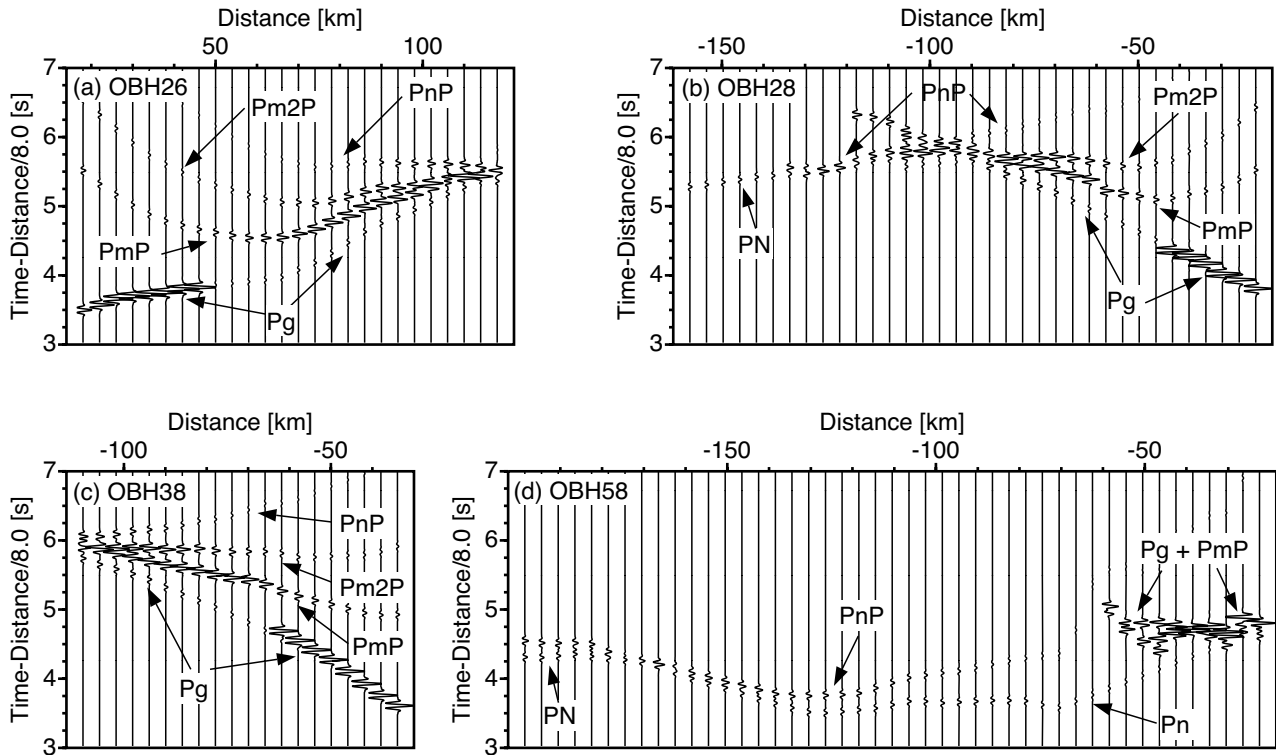 Distance [km]
50 100
7
6
5
4
3
Time-Distance/8.0 [s]
(a) OBH26
Pm2P
PnP
PmP
Pg
Distance [km]
-150 -100 -50
7
6
5
4
3
Time-Distance/8.0 [s]
(b) OBH28
PnP
Pm2P
PN
PmP
Pg
Distance [km]
-100 -50
7
6
5
4
3
Time-Distance/8.0 [s]
(c) OBH38
PnP
Pm2P
PmP
Pg
Distance [km]
-150 -100 -50
7
6
5
4
3
Time-Distance/8.0 [s]
(d) OBH58
Pg + PmP
PnP
PN
Pn